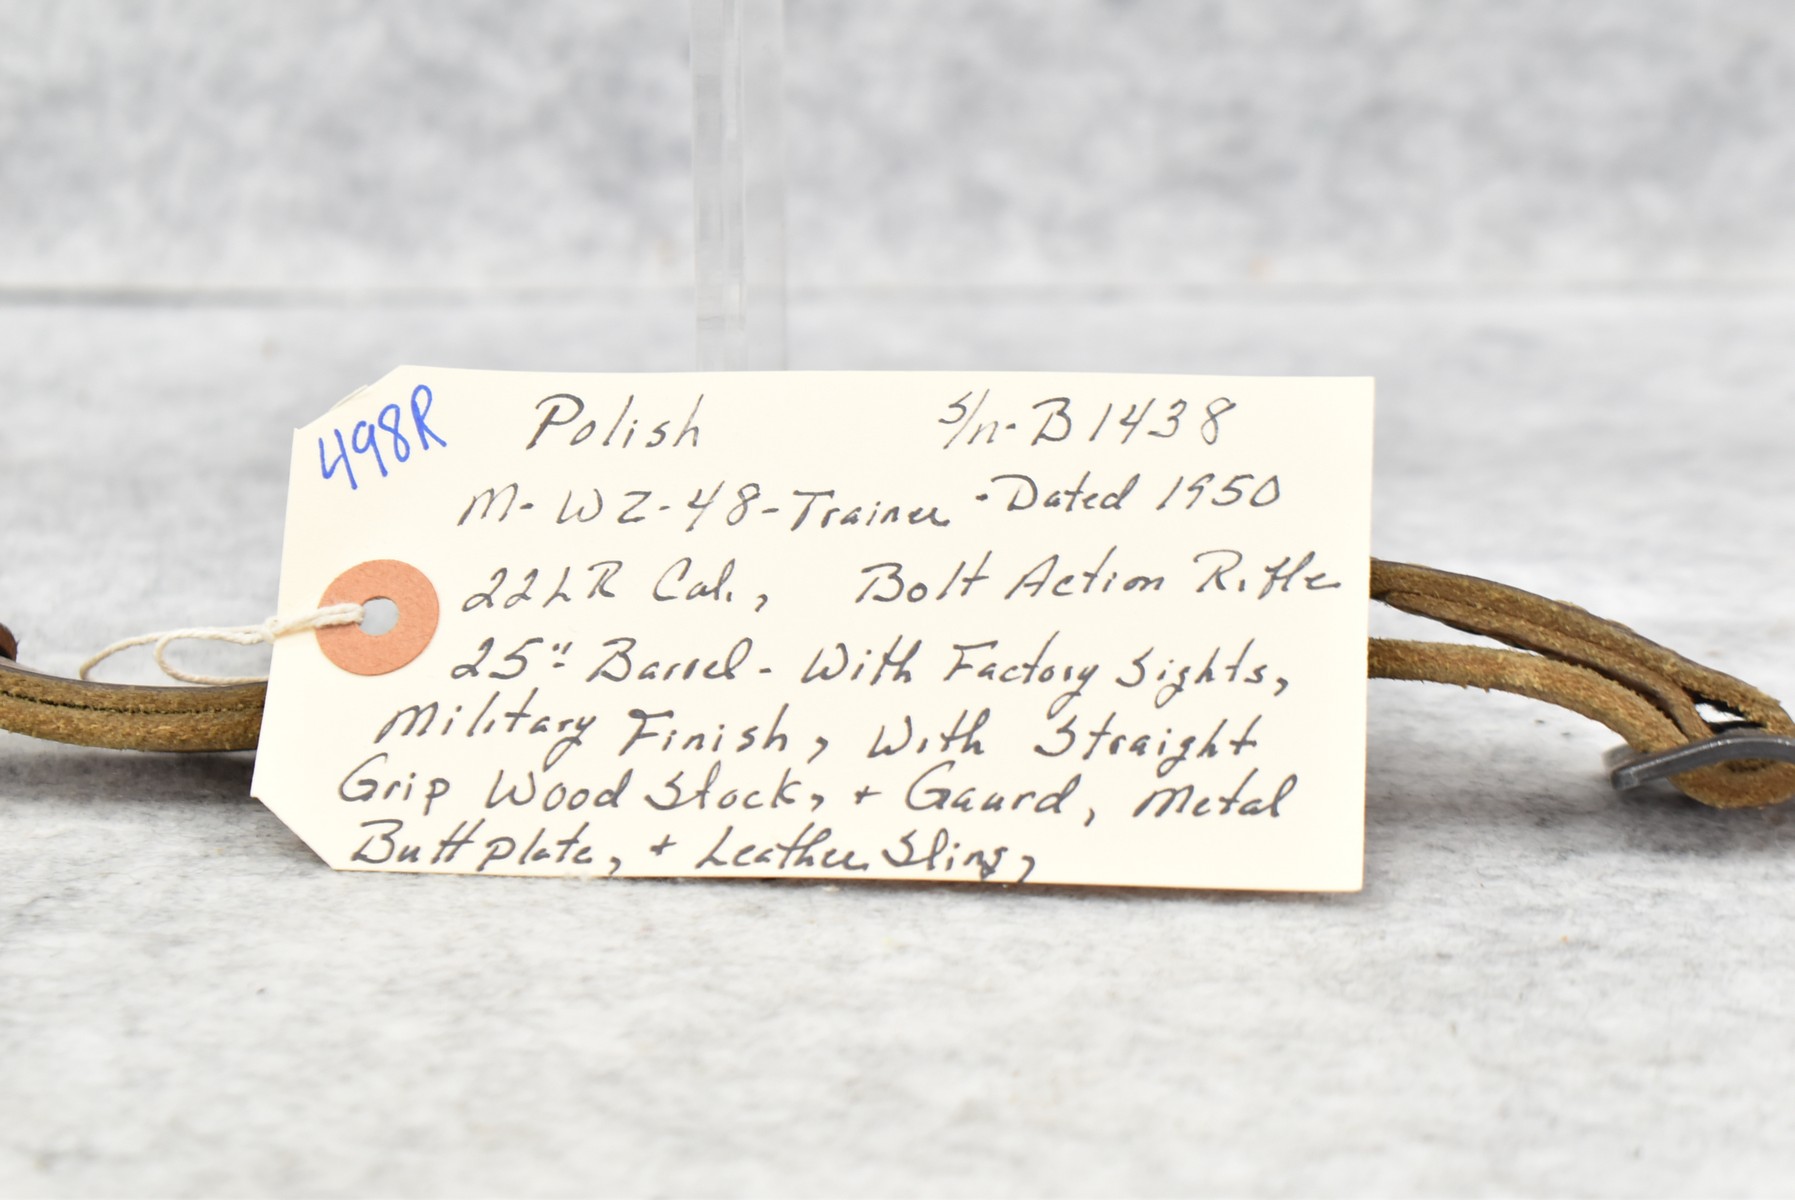 498R
Polish S/n-B1438
M-WZ-48-Trainer -Dated 1950
22LR Cal., Bolt Action Rifle
25" Barrel - With Factory Sights,
Military Finish, With Straight
Grip Wood Stock, + Gaurd, Metal
Buttplate, + Leather Sling,